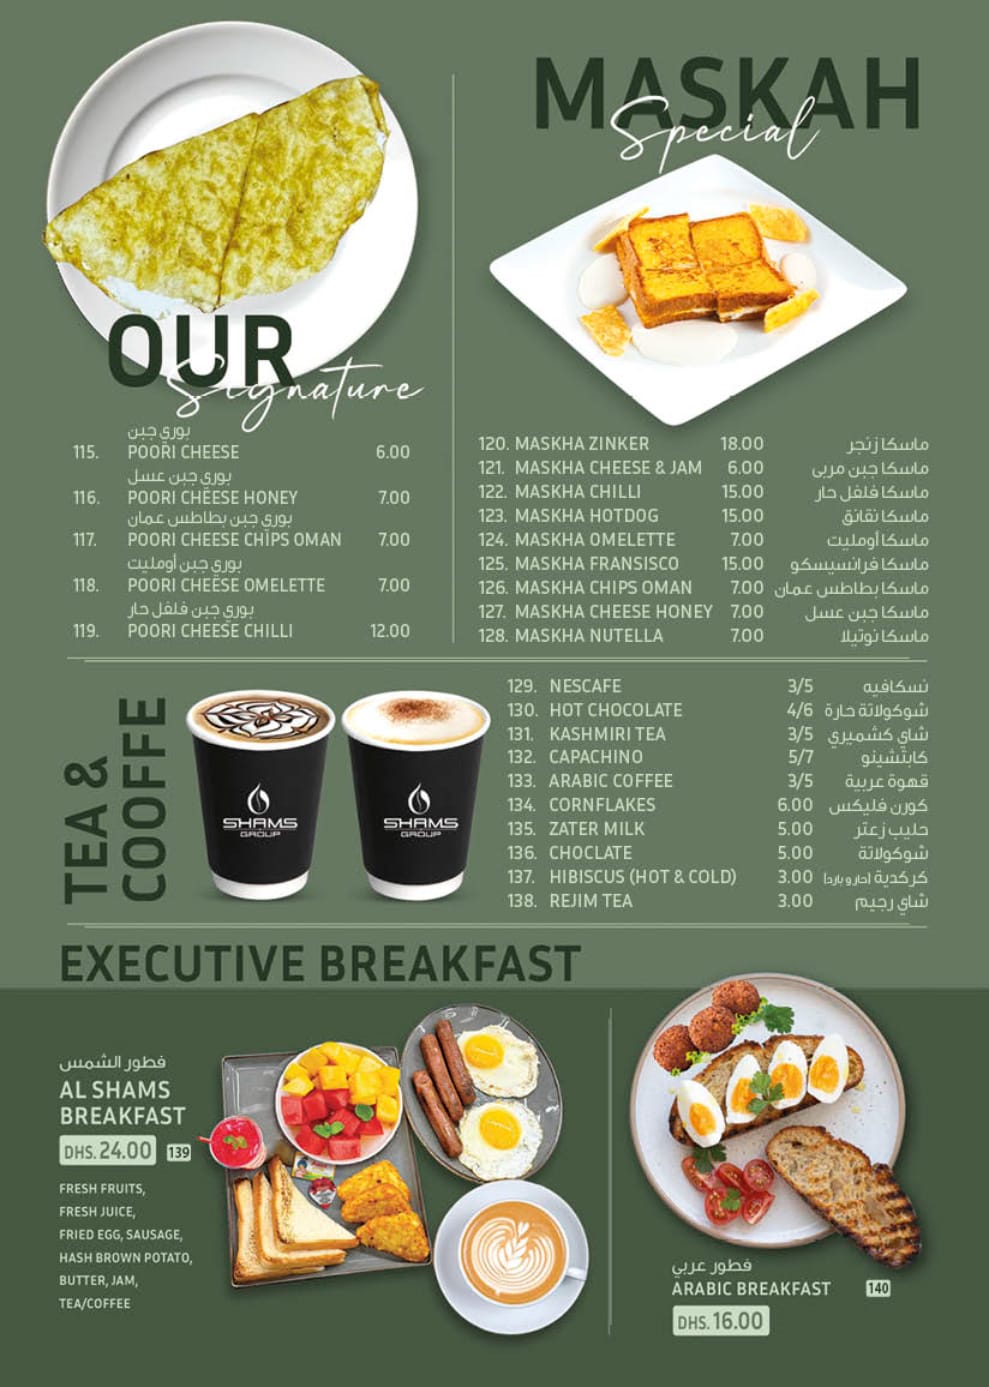 OUR
Signature
بوري جبن
115. POORI CHEESE 6.00
بوري جبن عسل
116. POORI CHEESE HONEY 7.00
بوري جبن بطاطس عمان
117. POORI CHEESE CHIPS OMAN 7.00
بوري جبن أومليت
118. POORI CHEESE OMELETTE 7.00
بوري جبن فلفل حار
119. POORI CHEESE CHILLI 12.00
MASKAH
Special
120. MASKHA ZINKER 18.00 ماسكا زنجر
121. MASKHA CHEESE & JAM 6.00 ماسكا جبن مربى
122. MASKHA CHILLI 15.00 ماسكا فلفل حار
123. MASKHA HOTDOG 15.00 ماسكا نقانق
124. MASKHA OMELETTE 7.00 ماسكا أومليت
125. MASKHA FRANSISCO 15.00 ماسكا فرانسيسكو
126. MASKHA CHIPS OMAN 7.00 ماسكا بطاطس عمان
127. MASKHA CHEESE HONEY 7.00 ماسكا جبن عسل
128. MASKHA NUTELLA 7.00 ماسكا نوتيلا
TEA &
COOFFE
SHAMS
GROUP
SHAMS
GROUP
129. NESCAFE 3/5 نسكافيه
130. HOT CHOCOLATE 4/6 شوكولاتة حارة
131. KASHMIRI TEA 3/5 شاي كشميري
132. CAPACHINO 5/7 كابتشينو
133. ARABIC COFFEE 3/5 قهوة عربية
134. CORNFLAKES 6.00 كورن فليكس
135. ZATER MILK 5.00 حليب زعتر
136. CHOCLATE 5.00 شوكولاتة
137. HIBISCUS (HOT & COLD) 3.00 كركدية (حار و بارد)
138. REJIM TEA 3.00 شاي رجيم
EXECUTIVE BREAKFAST
فطور الشمس
AL SHAMS
BREAKFAST
DHS. 24.00 139
FRESH FRUITS,
FRESH JUICE,
FRIED EGG, SAUSAGE,
HASH BROWN POTATO,
BUTTER, JAM,
TEA/COFFEE
فطور عربي
ARABIC BREAKFAST 140
DHS. 16.00